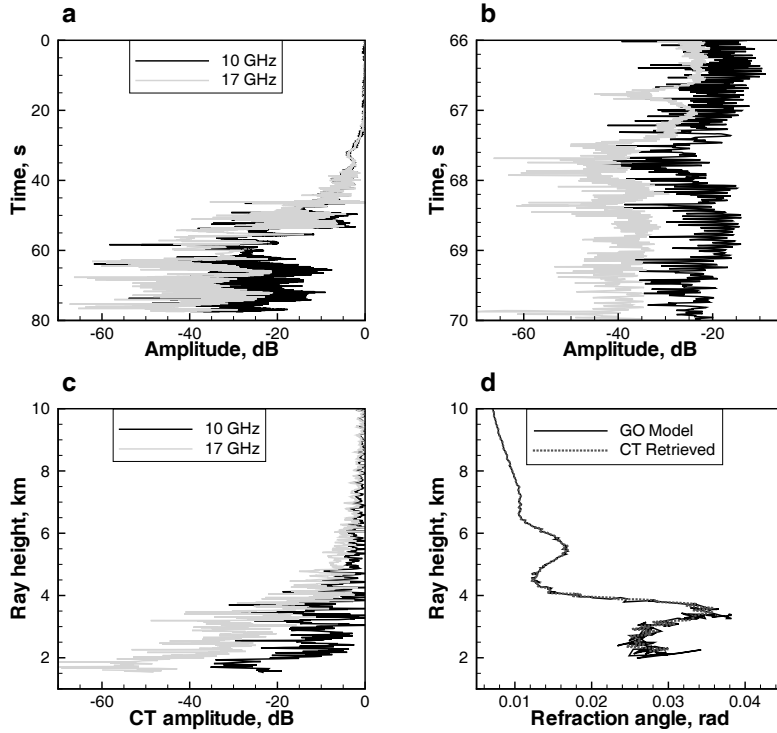 a
0
20
40
60
80
Time, s
-60
-40
-20
0
Amplitude, dB
10 GHz
17 GHz
b
66
67
68
69
70
Time, s
-60
-40
-20
Amplitude, dB
c
10
8
6
4
2
Ray height, km
-60
-40
-20
0
CT amplitude, dB
10 GHz
17 GHz
d
10
8
6
4
2
Ray height, km
0.01
0.02
0.03
0.04
Refraction angle, rad
GO Model
CT Retrieved